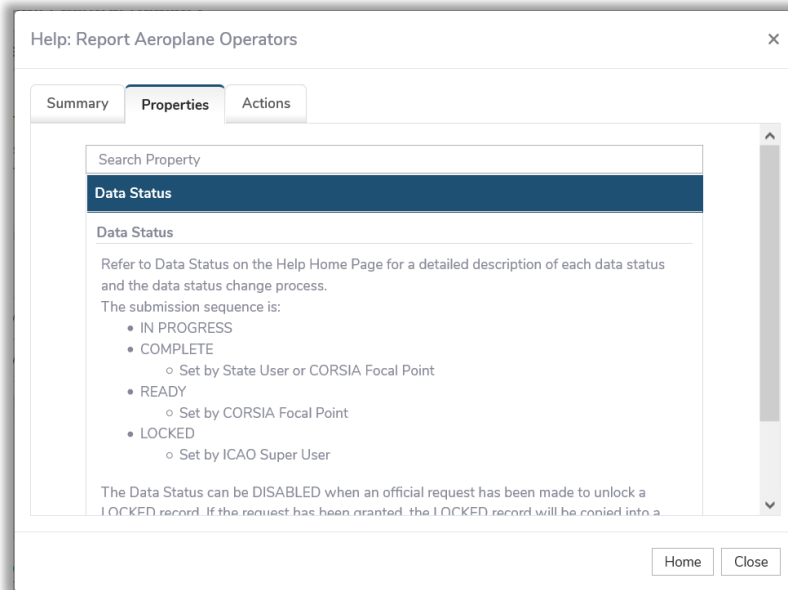 Help: Report Aeroplane Operators ×
Summary Properties Actions
Search Property
Data Status
Data Status
Refer to Data Status on the Help Home Page for a detailed description of each data status
and the data status change process.
The submission sequence is:
• IN PROGRESS
• COMPLETE
○ Set by State User or CORSIA Focal Point
• READY
○ Set by CORSIA Focal Point
• LOCKED
○ Set by ICAO Super User
The Data Status can be DISABLED when an official request has been made to unlock a
LOCKED record. If the request has been granted, the LOCKED record will be copied into a
Home Close